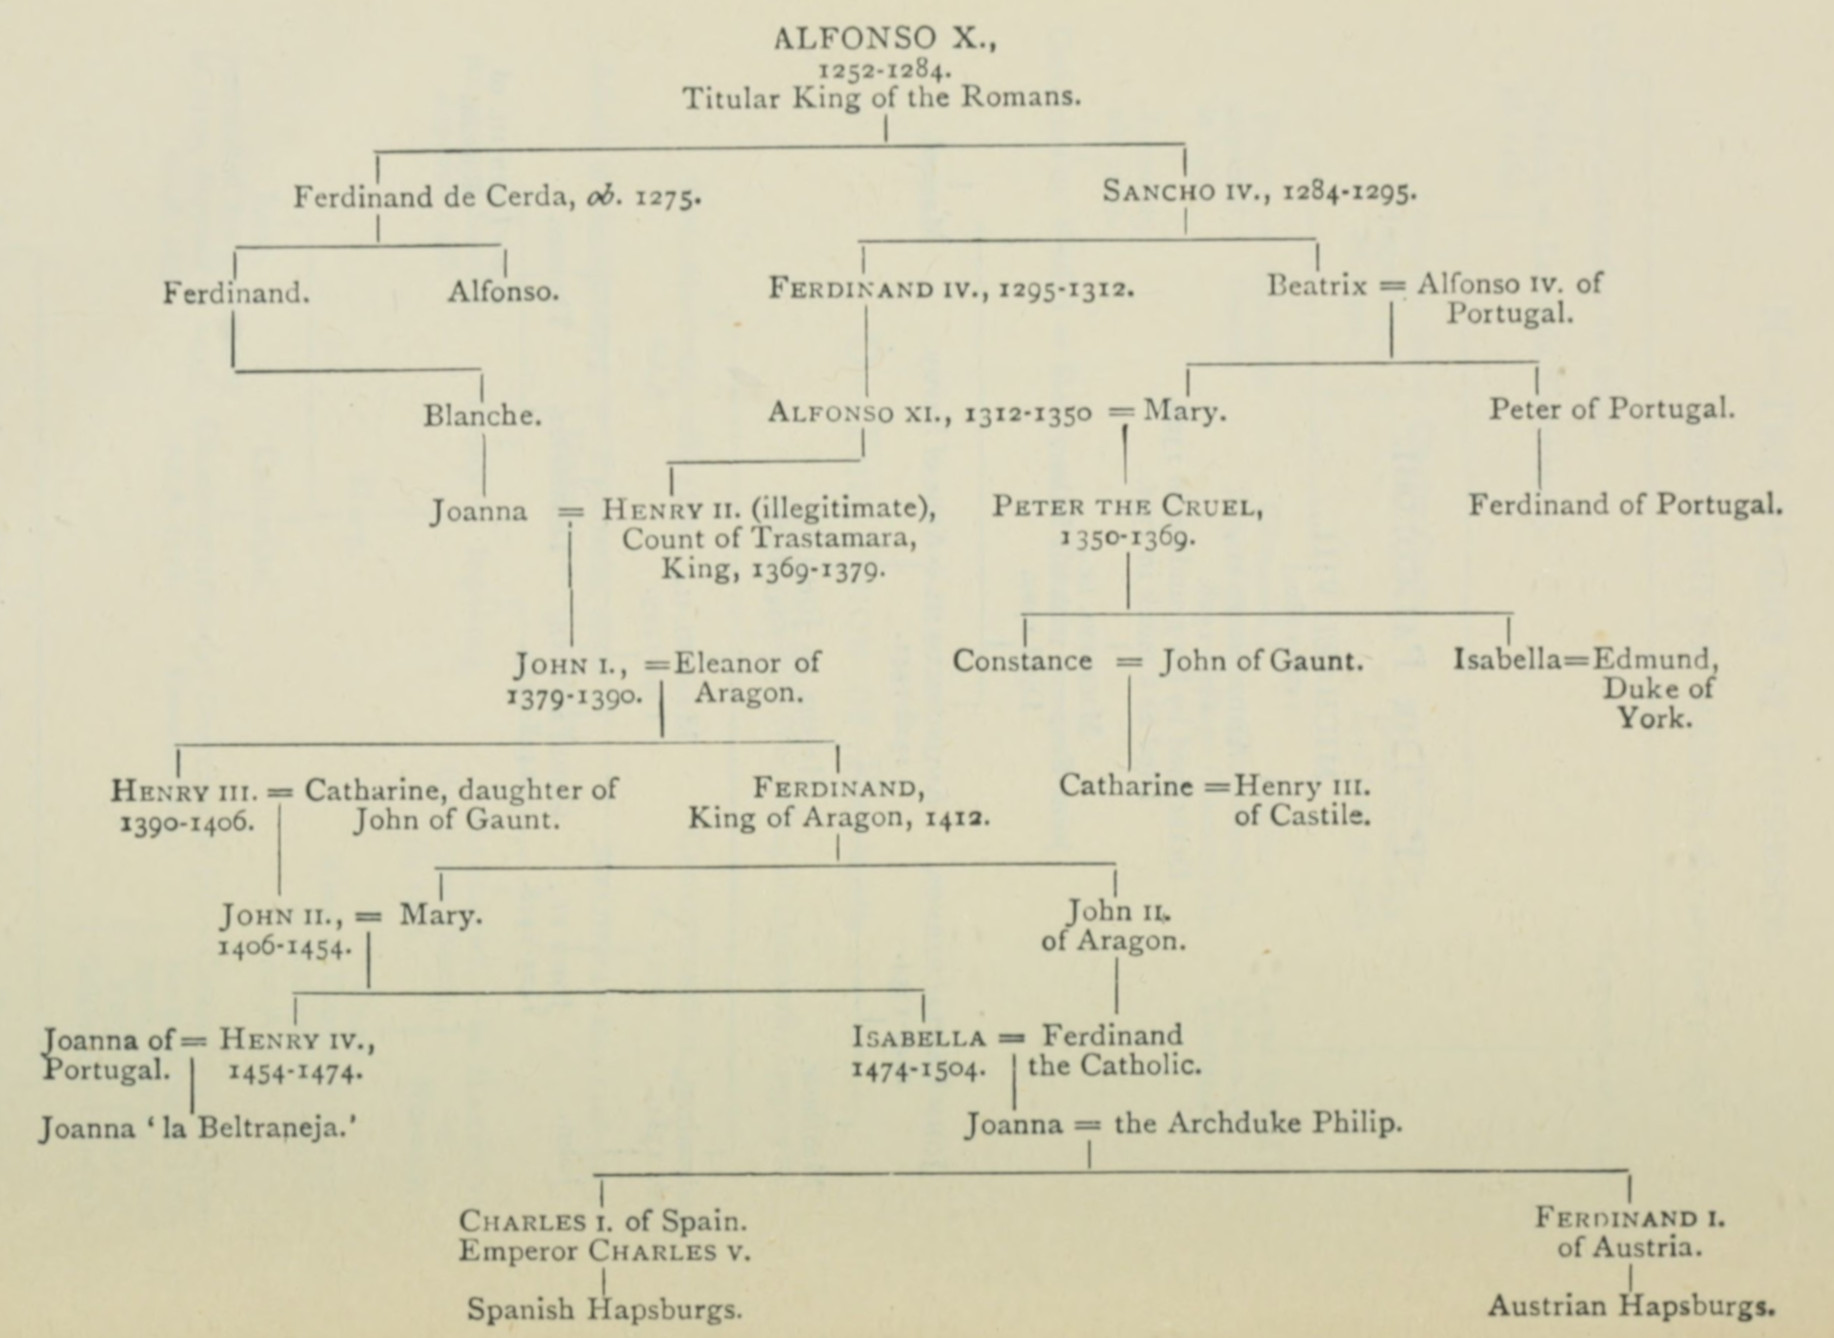 ALFONSO X.,
1252-1284.
Titular King of the Romans.
Ferdinand de Cerda, ob. 1275.
SANCHO IV., 1284-1295.
Ferdinand.
Alfonso.
FERDINAND IV., 1295-1312.
Beatrix = Alfonso IV. of
Portugal.
Blanche.
ALFONSO XI., 1312-1350 = Mary.
Peter of Portugal.
Joanna = HENRY II. (illegitimate),
Count of Trastamara,
King, 1369-1379.
PETER THE CRUEL,
1350-1369.
Ferdinand of Portugal.
JOHN I., = Eleanor of
1379-1390. Aragon.
Constance = John of Gaunt.
Isabella = Edmund,
Duke of
York.
HENRY III. = Catharine, daughter of
1390-1406. John of Gaunt.
FERDINAND,
King of Aragon, 1412.
Catharine = Henry III.
of Castile.
JOHN II., = Mary.
1406-1454.
John II.
of Aragon.
Joanna of = HENRY IV.,
Portugal. 1454-1474.
ISABELLA = Ferdinand
1474-1504. the Catholic.
Joanna ‘la Beltraneja.’
Joanna = the Archduke Philip.
CHARLES I. of Spain.
Emperor CHARLES V.
FERDINAND I.
of Austria.
Spanish Hapsburgs.
Austrian Hapsburgs.